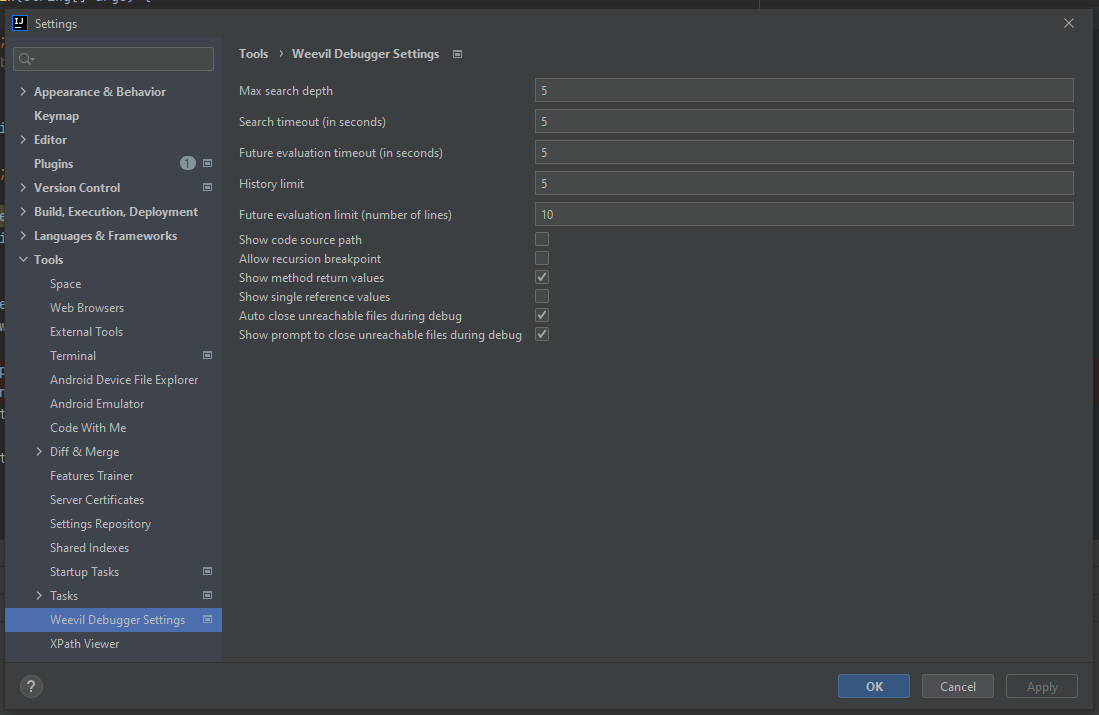 Settings
Tools › Weevil Debugger Settings
Appearance & Behavior
Keymap
Editor
Plugins 1
Version Control
Build, Execution, Deployment
Languages & Frameworks
Tools
Space
Web Browsers
External Tools
Terminal
Android Device File Explorer
Android Emulator
Code With Me
Diff & Merge
Features Trainer
Server Certificates
Settings Repository
Shared Indexes
Startup Tasks
Tasks
Weevil Debugger Settings
XPath Viewer
Max search depth 5
Search timeout (in seconds) 5
Future evaluation timeout (in seconds) 5
History limit 5
Future evaluation limit (number of lines) 10
Show code source path
Allow recursion breakpoint
Show method return values
Show single reference values
Auto close unreachable files during debug
Show prompt to close unreachable files during debug
?
OK Cancel Apply